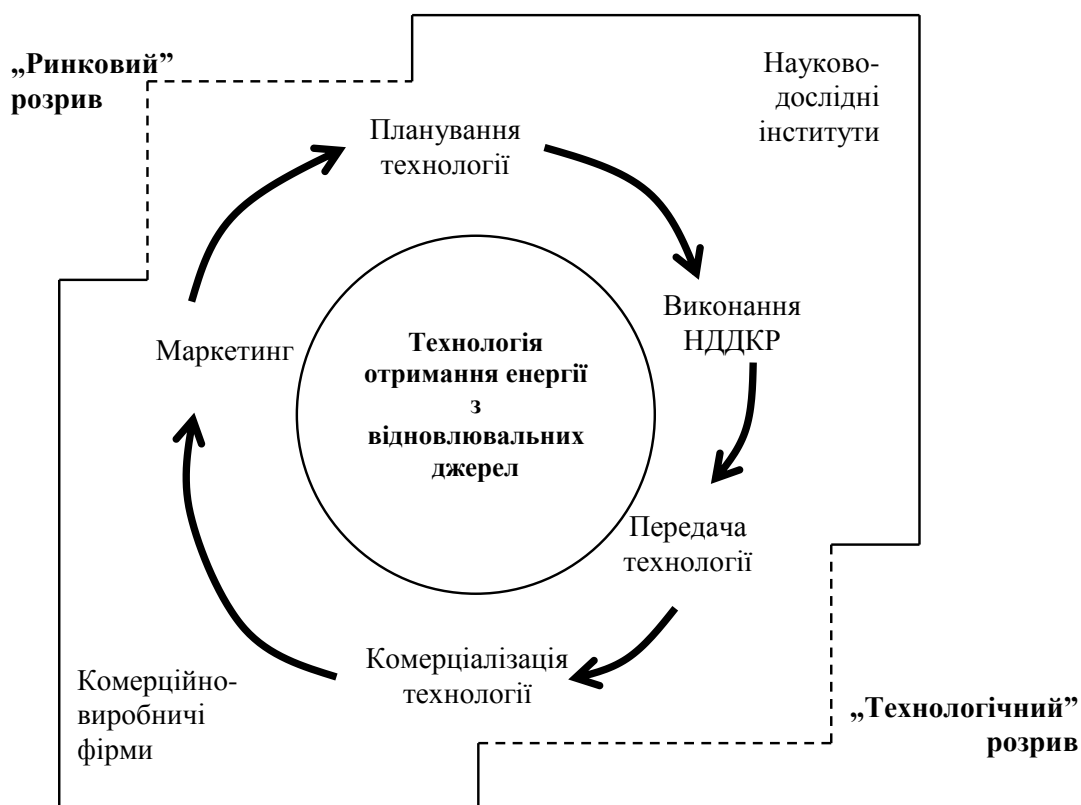 „Ринковий”
розрив
Науково-
дослідні
інститути
Планування
технології
Виконання
НДДКР
Маркетинг
Технологія
отримання енергії
з
відновлювальних
джерел
Передача
технології
Комерціалізація
технології
Комерційно-
виробничі
фірми
„Технологічний”
розрив